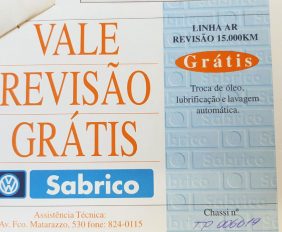 VALE
REVISÃO
GRÁTIS
Sabrico
Assistência Técnica:
Av. Fco. Matarazzo, 530 fone: 824-0115
LINHA AR
REVISÃO 15.000KM
Grátis
Troca de óleo,
lubrificação e lavagem
automática.
Chassi nº